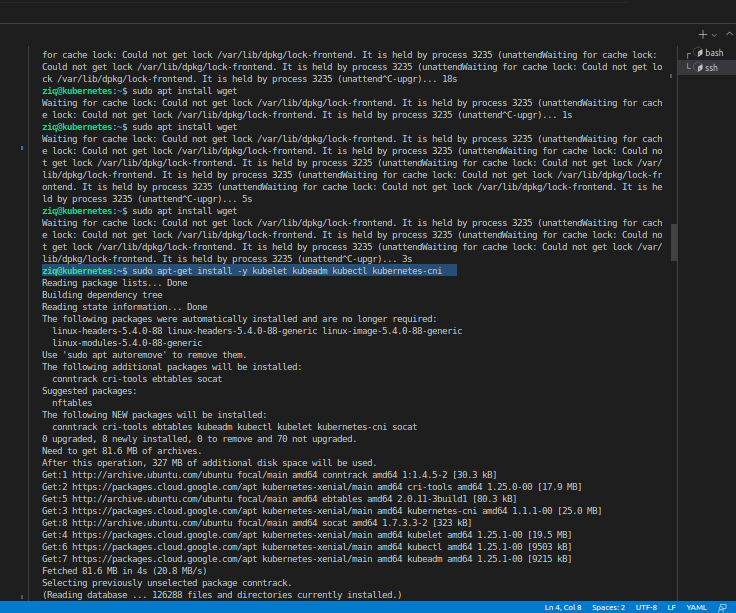 bash
ssh
for cache lock: Could not get lock /var/lib/dpkg/lock-frontend. It is held by process 3235 (unattendWaiting for cache lock:
Could not get lock /var/lib/dpkg/lock-frontend. It is held by process 3235 (unattendWaiting for cache lock: Could not get lo
ck /var/lib/dpkg/lock-frontend. It is held by process 3235 (unattend^C-upgr)... 18s
ziq@kubernetes:~$ sudo apt install wget
Waiting for cache lock: Could not get lock /var/lib/dpkg/lock-frontend. It is held by process 3235 (unattendWaiting for cach
e lock: Could not get lock /var/lib/dpkg/lock-frontend. It is held by process 3235 (unattend^C-upgr)... 1s
ziq@kubernetes:~$ sudo apt install wget
Waiting for cache lock: Could not get lock /var/lib/dpkg/lock-frontend. It is held by process 3235 (unattendWaiting for cach
e lock: Could not get lock /var/lib/dpkg/lock-frontend. It is held by process 3235 (unattendWaiting for cache lock: Could no
t get lock /var/lib/dpkg/lock-frontend. It is held by process 3235 (unattendWaiting for cache lock: Could not get lock /var/
lib/dpkg/lock-frontend. It is held by process 3235 (unattendWaiting for cache lock: Could not get lock /var/lib/dpkg/lock-fr
ontend. It is held by process 3235 (unattendWaiting for cache lock: Could not get lock /var/lib/dpkg/lock-frontend. It is he
ld by process 3235 (unattend^C-upgr)... 5s
ziq@kubernetes:~$ sudo apt install wget
Waiting for cache lock: Could not get lock /var/lib/dpkg/lock-frontend. It is held by process 3235 (unattendWaiting for cach
e lock: Could not get lock /var/lib/dpkg/lock-frontend. It is held by process 3235 (unattendWaiting for cache lock: Could no
t get lock /var/lib/dpkg/lock-frontend. It is held by process 3235 (unattendWaiting for cache lock: Could not get lock /var/
lib/dpkg/lock-frontend. It is held by process 3235 (unattend^C-upgr)... 3s
ziq@kubernetes:~$ sudo apt-get install -y kubelet kubeadm kubectl kubernetes-cni
Reading package lists... Done
Building dependency tree
Reading state information... Done
The following packages were automatically installed and are no longer required:
linux-headers-5.4.0-88 linux-headers-5.4.0-88-generic linux-image-5.4.0-88-generic
linux-modules-5.4.0-88-generic
Use 'sudo apt autoremove' to remove them.
The following additional packages will be installed:
conntrack cri-tools ebtables socat
Suggested packages:
nftables
The following NEW packages will be installed:
conntrack cri-tools ebtables kubeadm kubectl kubelet kubernetes-cni socat
0 upgraded, 8 newly installed, 0 to remove and 70 not upgraded.
Need to get 81.6 MB of archives.
After this operation, 327 MB of additional disk space will be used.
Get:1 http://archive.ubuntu.com/ubuntu focal/main amd64 conntrack amd64 1:1.4.5-2 [30.3 kB]
Get:2 https://packages.cloud.google.com/apt kubernetes-xenial/main amd64 cri-tools amd64 1.25.0-00 [17.9 MB]
Get:5 http://archive.ubuntu.com/ubuntu focal/main amd64 ebtables amd64 2.0.11-3build1 [80.3 kB]
Get:3 https://packages.cloud.google.com/apt kubernetes-xenial/main amd64 kubernetes-cni amd64 1.1.1-00 [25.0 MB]
Get:8 http://archive.ubuntu.com/ubuntu focal/main amd64 socat amd64 1.7.3.3-2 [323 kB]
Get:4 https://packages.cloud.google.com/apt kubernetes-xenial/main amd64 kubelet amd64 1.25.1-00 [19.5 MB]
Get:6 https://packages.cloud.google.com/apt kubernetes-xenial/main amd64 kubectl amd64 1.25.1-00 [9503 kB]
Get:7 https://packages.cloud.google.com/apt kubernetes-xenial/main amd64 kubeadm amd64 1.25.1-00 [9215 kB]
Fetched 81.6 MB in 4s (20.8 MB/s)
Selecting previously unselected package conntrack.
(Reading database ... 126288 files and directories currently installed.)
Ln 4, Col 8 Spaces: 2 UTF-8 LF YAML